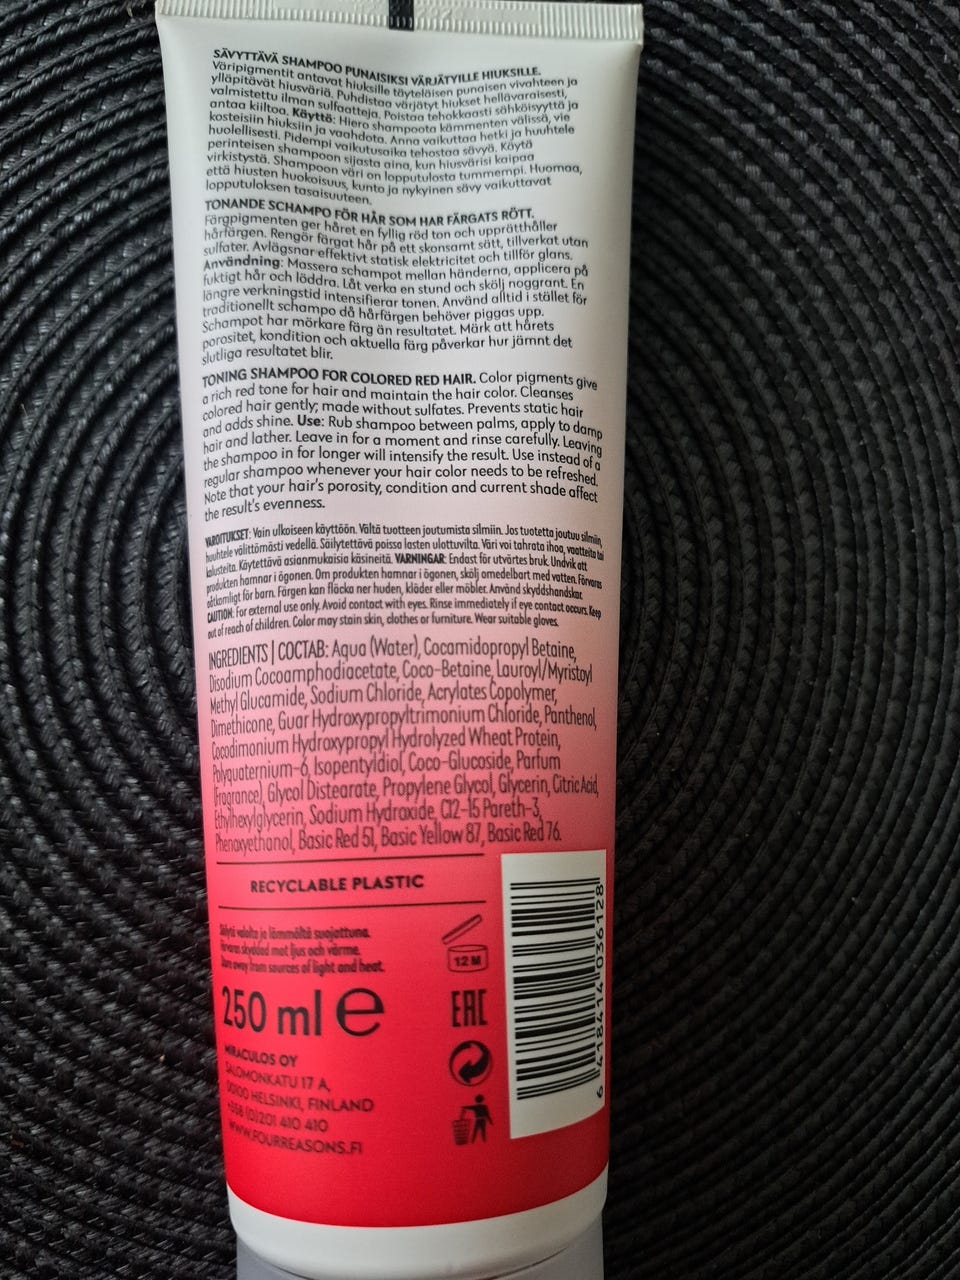 SÄVYTTÄVÄ SHAMPOO PUNAISIKSI VÄRJÄTYILLE HIUKSILLE.
Väripigmentit antavat hiuksille täyteläisen punaisen vivahteen ja
ylläpitävät hiusväriä. Puhdistaa värjätyt hiukset hellävaraisesti,
valmistettu ilman sulfaatteja. Poistaa tehokkaasti sähköisyyttä ja
antaa kiiltoa. Käyttö: Hiero shampoota kämmenten välissä, vie
kosteisiin hiuksiin ja vaahdota. Anna vaikuttaa hetki ja huuhtele
huolellisesti. Pidempi vaikutusaika tehostaa sävyä. Käytä
perinteisen shampoon sijasta aina, kun hiusvärisi kaipaa
virkistystä. Shampoon väri on lopputulosta tummempi. Huomaa,
että hiusten huokoisuus, kunto ja nykyinen sävy vaikuttavat
lopputuloksen tasaisuuteen.
TONANDE SCHAMPO FÖR HÅR SOM HAR FÄRGATS RÖTT.
Färgpigmenten ger håret en fyllig röd ton och upprätthåller
hårfärgen. Rengör färgat hår på ett skonsamt sätt, tillverkat utan
sulfater. Avlägsnar effektivt statisk elektricitet och tillför glans.
Användning: Massera schampot mellan händerna, applicera på
fuktigt hår och löddra. Låt verka en stund och skölj noggrant. En
längre verkningstid intensifierar tonen. Använd alltid i stället för
traditionellt schampo då hårfärgen behöver piggas upp.
Schampot har mörkare färg än resultatet. Märk att hårets
porositet, kondition och aktuella färg påverkar hur jämnt det
slutliga resultatet blir.
TONING SHAMPOO FOR COLORED RED HAIR. Color pigments give
a rich red tone for hair and maintain the hair color. Cleanses
colored hair gently; made without sulfates. Prevents static hair
and adds shine. Use: Rub shampoo between palms, apply to damp
hair and lather. Leave in for a moment and rinse carefully. Leaving
the shampoo in for longer will intensify the result. Use instead of a
regular shampoo whenever your hair color needs to be refreshed.
Note that your hair's porosity, condition and current shade affect
the result's evenness.
VAROITUKSET: Vain ulkoiseen käyttöön. Vältä tuotteen joutumista silmiin. Jos tuotetta joutuu silmiin,
huuhtele välittömästi vedellä. Säilytettävä poissa lasten ulottuvilta. Väri voi tahrata ihoa, vaatteita tai
kalusteita. Käytettävä asianmukaisia käsineitä. VARNINGAR: Endast för utvärtes bruk. Undvik att
produkten hamnar i ögonen. Om produkten hamnar i ögonen, skölj omedelbart med vatten. Förvaras
oåtkomligt för barn. Färgen kan fläcka ner huden, kläder eller möbler. Använd skyddshandskar.
CAUTION: For external use only. Avoid contact with eyes. Rinse immediately if eye contact occurs. Keep
out of reach of children. Color may stain skin, clothes or furniture. Wear suitable gloves.
INGREDIENTS | СОСТАВ: Aqua (Water), Cocamidopropyl Betaine,
Disodium Cocoamphodiacetate, Coco-Betaine, Lauroyl/Myristoyl
Methyl Glucamide, Sodium Chloride, Acrylates Copolymer,
Dimethicone, Guar Hydroxypropyltrimonium Chloride, Panthenol,
Cocodimonium Hydroxypropyl Hydrolyzed Wheat Protein,
Polyquaternium-6, Isopentyldiol, Coco-Glucoside, Parfum
(Fragrance), Glycol Distearate, Propylene Glycol, Glycerin, Citric Acid,
Ethylhexylglycerin, Sodium Hydroxide, C12-15 Pareth-3,
Phenoxyethanol, Basic Red 51, Basic Yellow 87, Basic Red 76.
RECYCLABLE PLASTIC
Säilytä valolta ja lämmöltä suojattuna.
Förvaras skyddad mot ljus och värme.
Store away from sources of light and heat.
12 M
250 ml e
EAC
MIRACULOS OY
SALOMONKATU 17 A,
00100 HELSINKI, FINLAND
+358 (0)201 410 410
WWW.FOURREASONS.FI
6 418414 036128